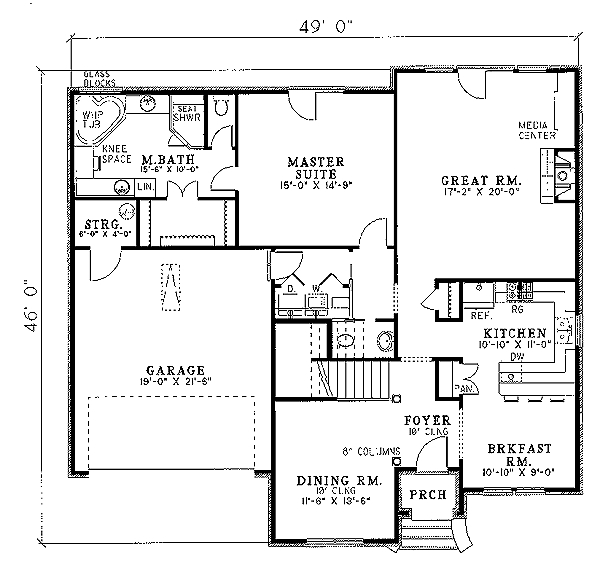 49' 0"
46' 0"
GLASS
BLOCKS
WHP
TUB
SEAT
SHWR
KNEE
SPACE
M.BATH
15'-6" X 10'-0"
LIN.
MASTER
SUITE
15'-0" X 14'-9"
MEDIA
CENTER
GREAT RM.
17'-2" X 20'-0"
STRG.
6'-0" X 4'-0"
D.
W.
REF.
RG
KITCHEN
10'-10" X 11'-0"
DW
PAN.
GARAGE
19'-0" X 21'-6"
FOYER
10' CLNG
8" COLUMNS
BRKFAST
RM.
10'-10" X 9'-0"
DINING RM.
10' CLNG
11'-6" X 13'-6"
PRCH